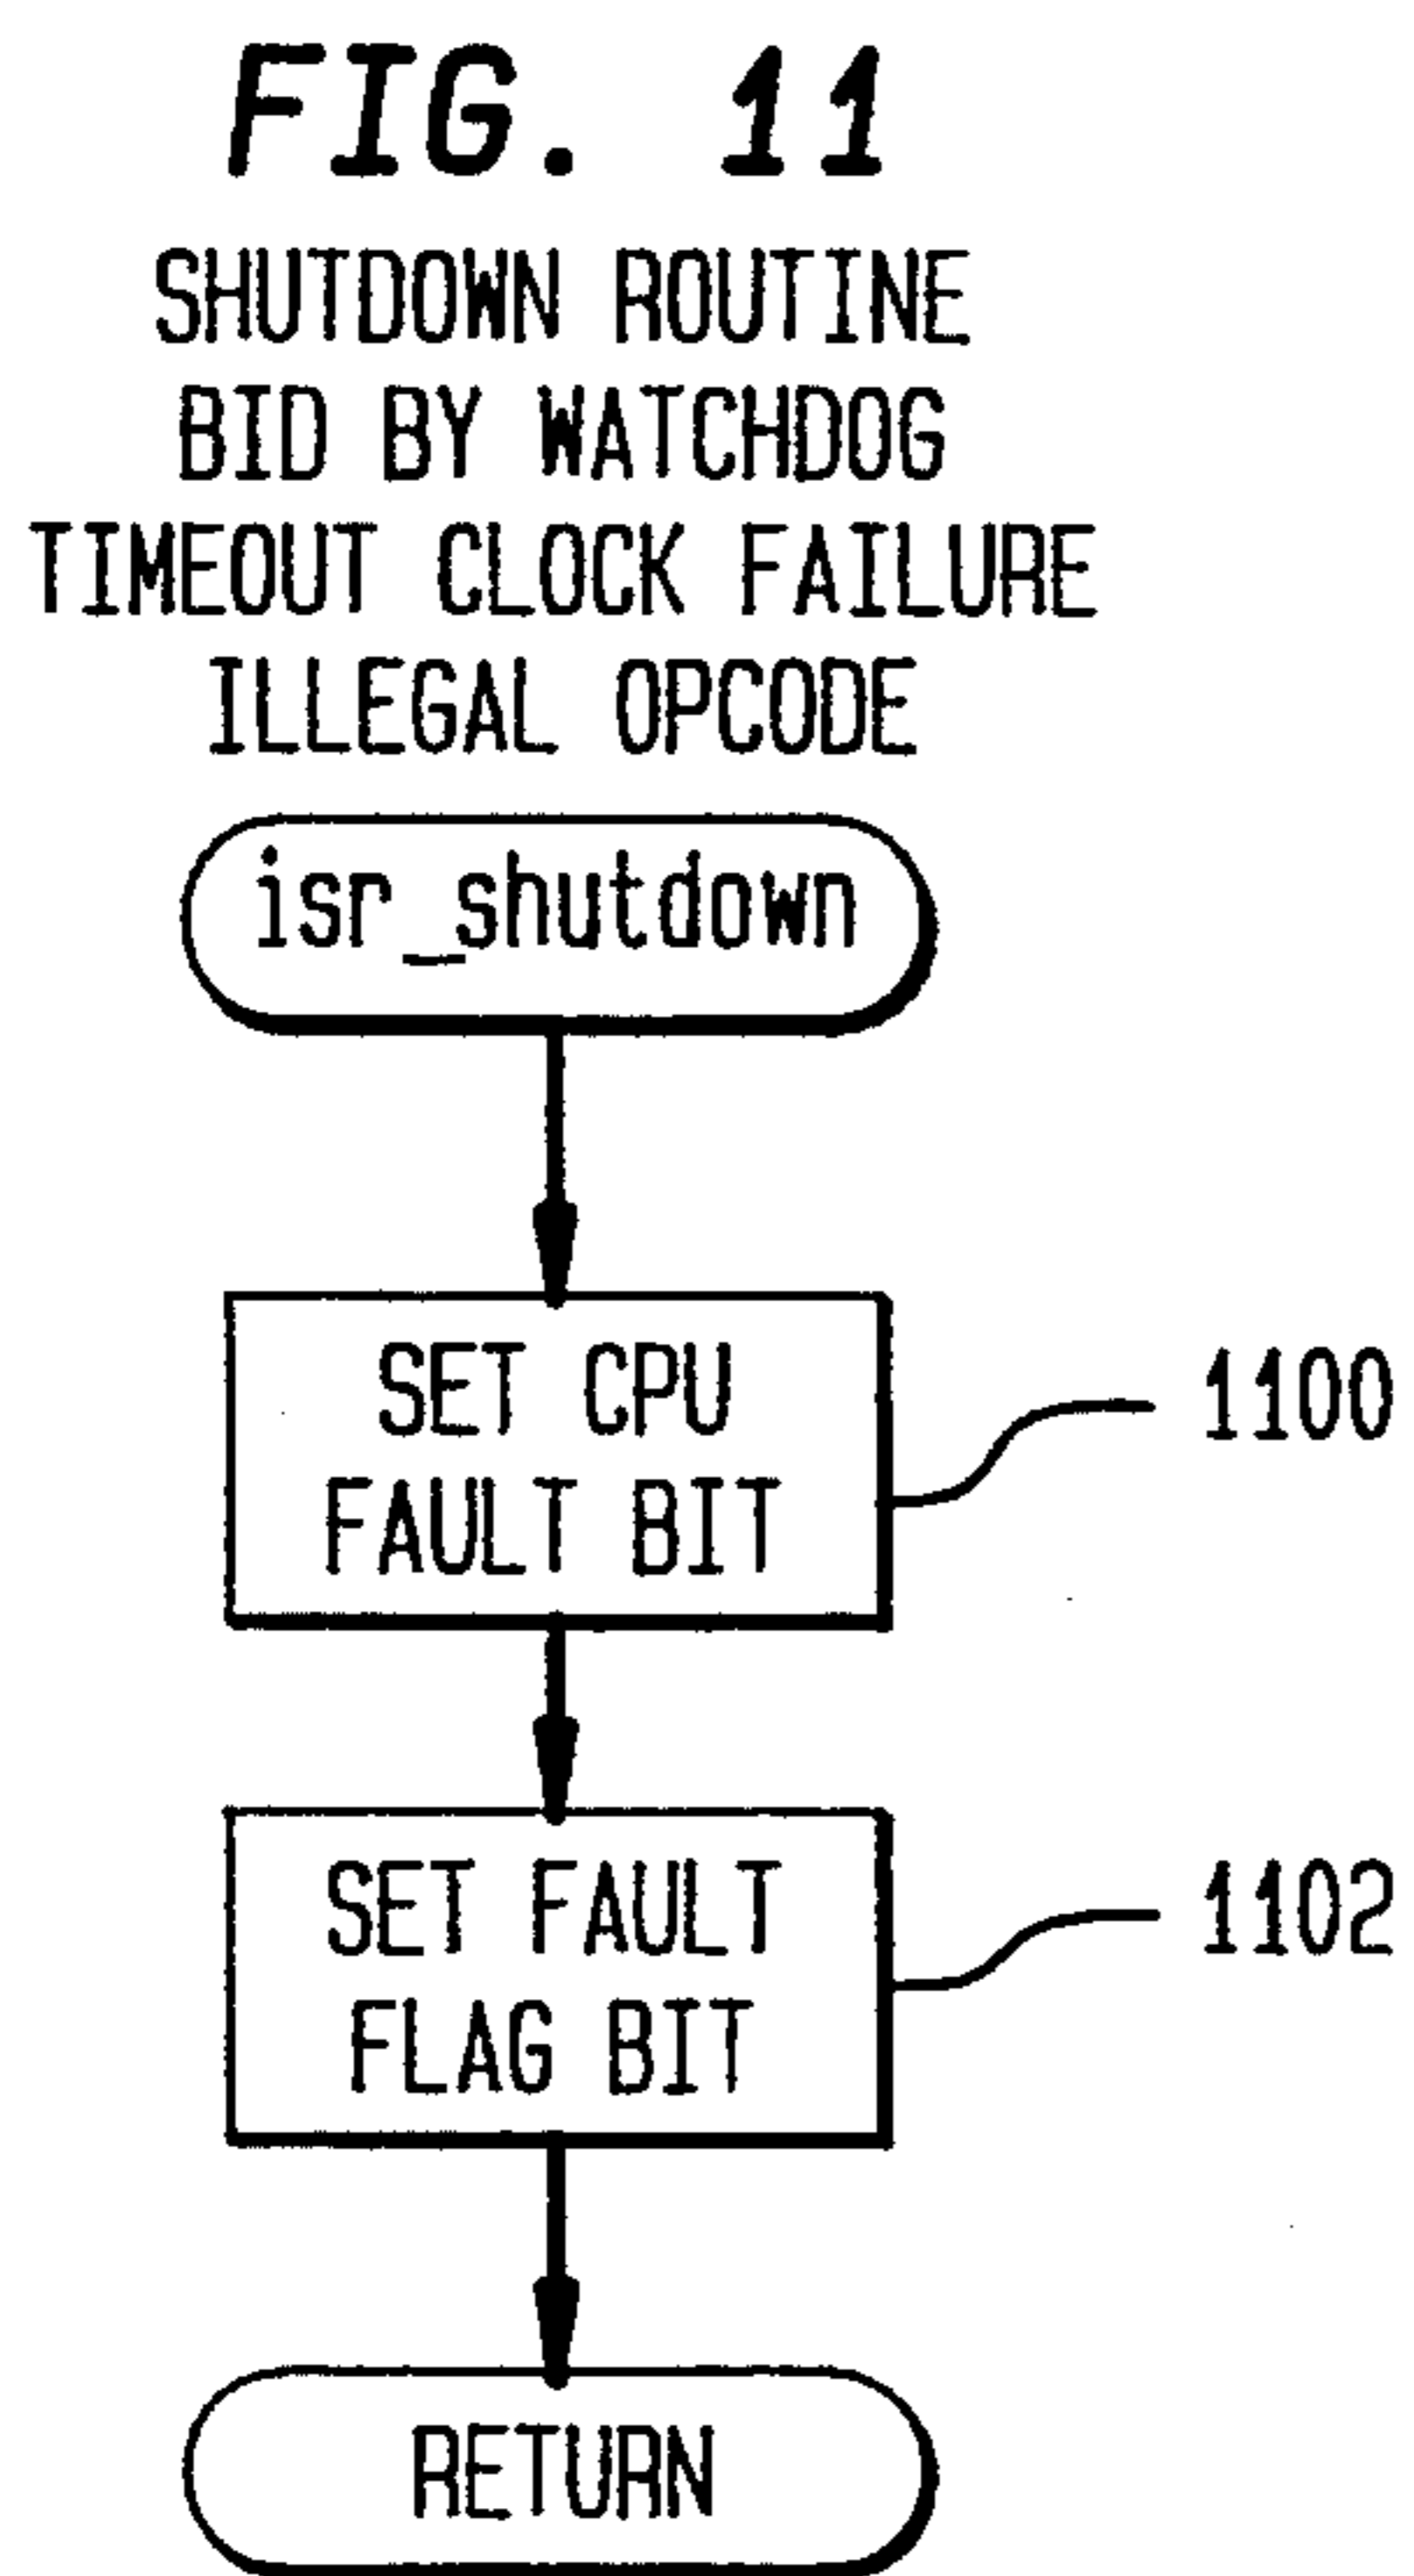 FIG. 11
SHUTDOWN ROUTINE
BID BY WATCHDOG
TIMEOUT CLOCK FAILURE
ILLEGAL OPCODE
isr_shutdown
SET CPU
FAULT BIT
1100
SET FAULT
FLAG BIT
1102
RETURN